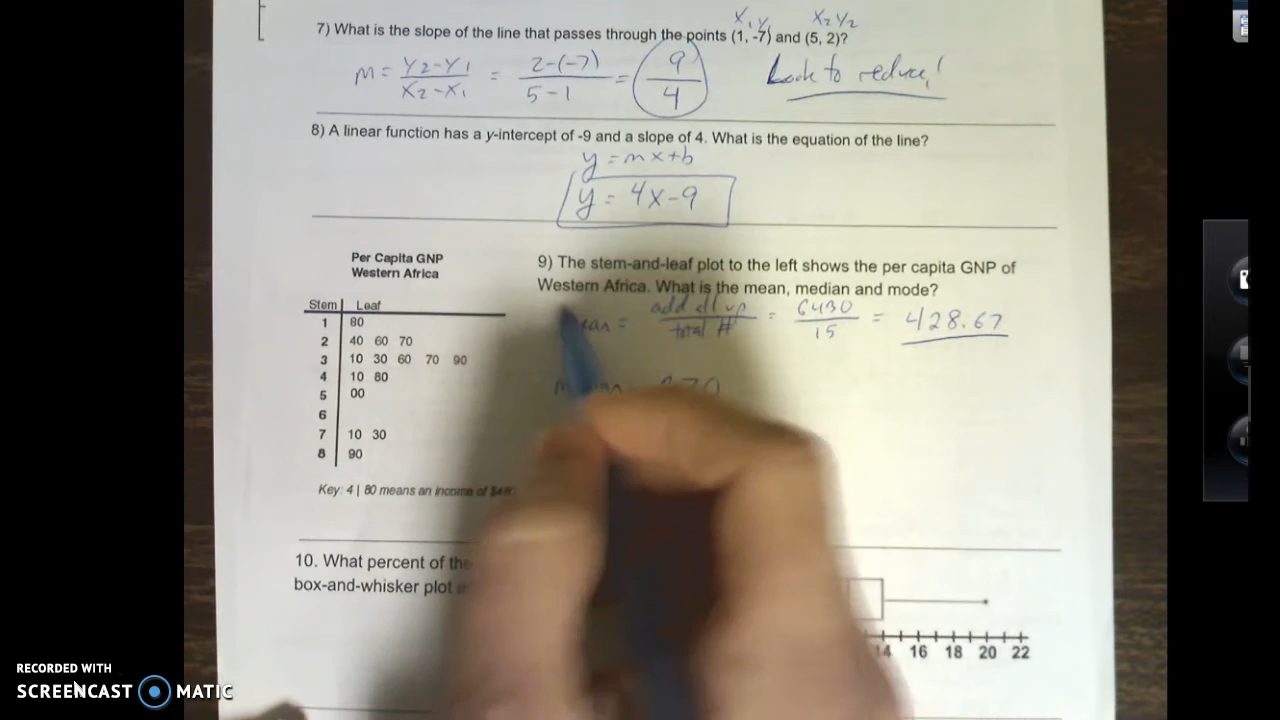 x₁ y₁ x₂ y₂
7) What is the slope of the line that passes through the points (1, -7) and (5, 2)?
m = y₂-y₁ / x₂-x₁ = 2-(-7) / 5-1 = 9/4 Look to reduce!
8) A linear function has a y-intercept of -9 and a slope of 4. What is the equation of the line?
y = mx+b
y = 4x-9
Per Capita GNP
Western Africa
Stem Leaf
1 80
2 40 60 70
3 10 30 60 70 90
4 10 80
5 00
6
7 10 30
8 90
Key: 4 | 80 means an income of
9) The stem-and-leaf plot to the left shows the per capita GNP of
Western Africa. What is the mean, median and mode?
= add all up / total # = 6430 / 15 = 428.67
10. What percent of the
box-and-whisker plot
14 16 18 20 22
RECORDED WITH
SCREENCAST MATIC